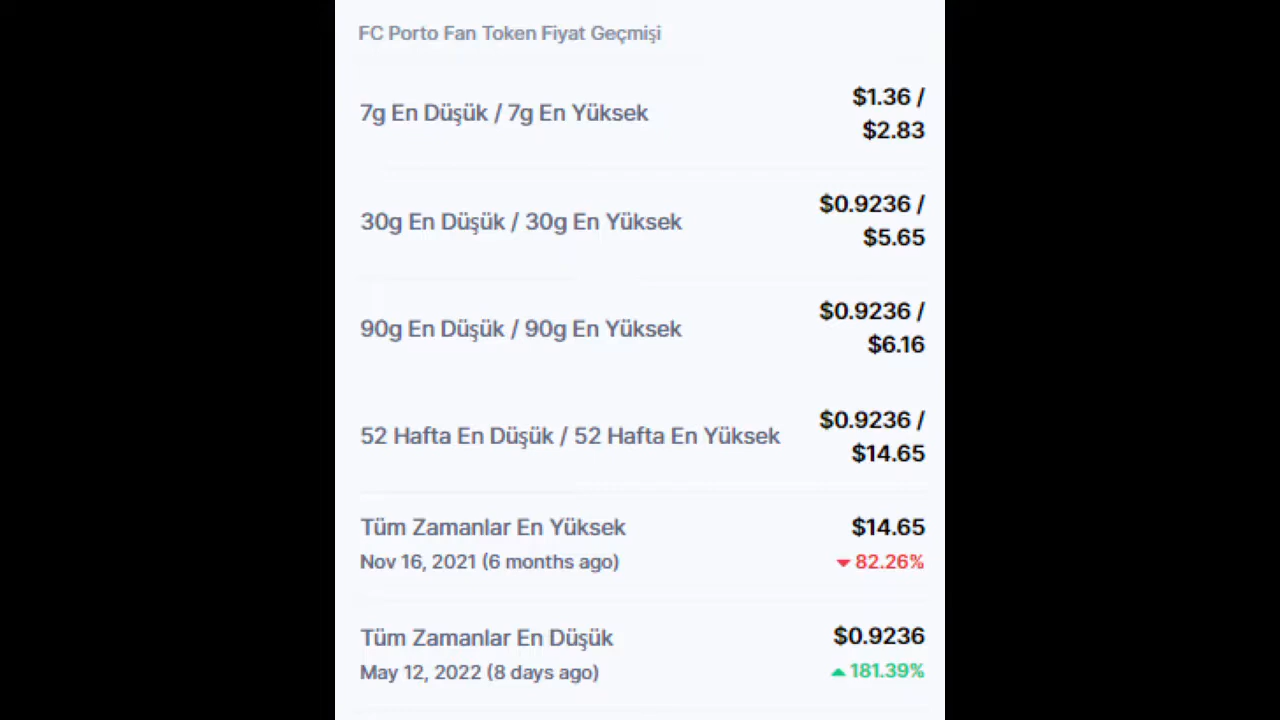 FC Porto Fan Token Fiyat Geçmişi
7g En Düşük / 7g En Yüksek
$1.36 /
$2.83
30g En Düşük / 30g En Yüksek
$0.9236 /
$5.65
90g En Düşük / 90g En Yüksek
$0.9236 /
$6.16
52 Hafta En Düşük / 52 Hafta En Yüksek
$0.9236 /
$14.65
Tüm Zamanlar En Yüksek
$14.65
Nov 16, 2021 (6 months ago)
82.26%
Tüm Zamanlar En Düşük
$0.9236
May 12, 2022 (8 days ago)
181.39%